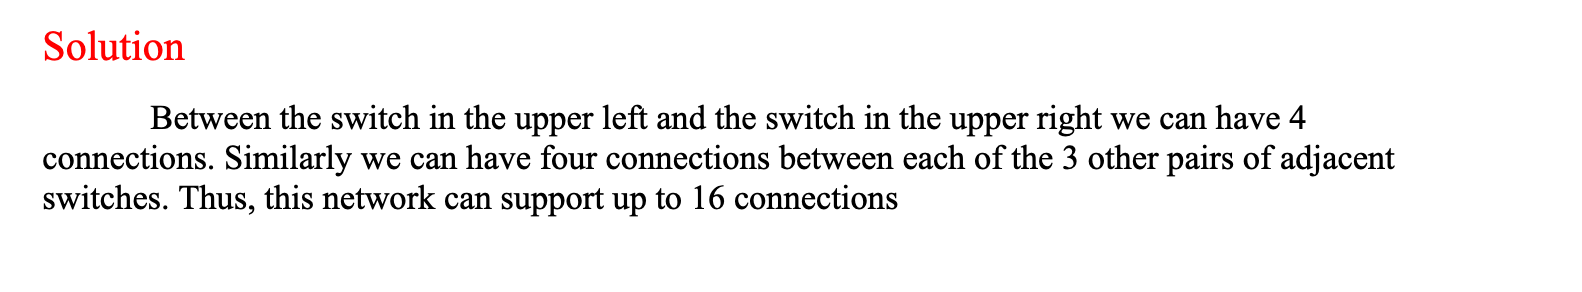 Solution
Between the switch in the upper left and the switch in the upper right we can have 4
connections. Similarly we can have four connections between each of the 3 other pairs of adjacent
switches. Thus, this network can support up to 16 connections